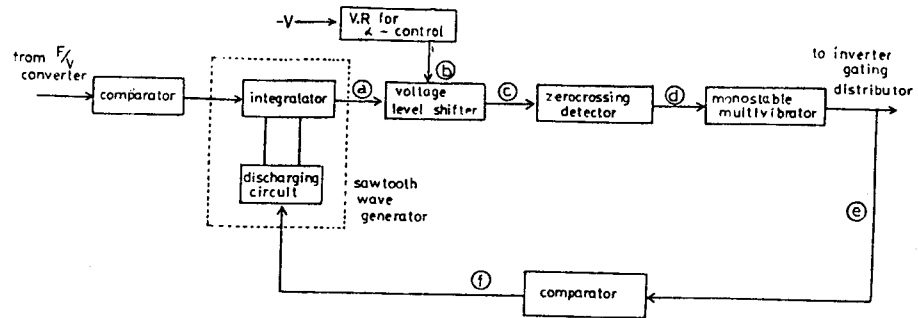 -V
V.R for
α - control
from F/V
converter
comparator
integralator
ⓐ
ⓑ
voltage
level shifter
ⓒ
zerocrossing
detector
ⓓ
monostable
multivibrator
to inverter
gating
distributor
discharging
circuit
sawtooth
wave
generator
ⓔ
ⓕ
comparator